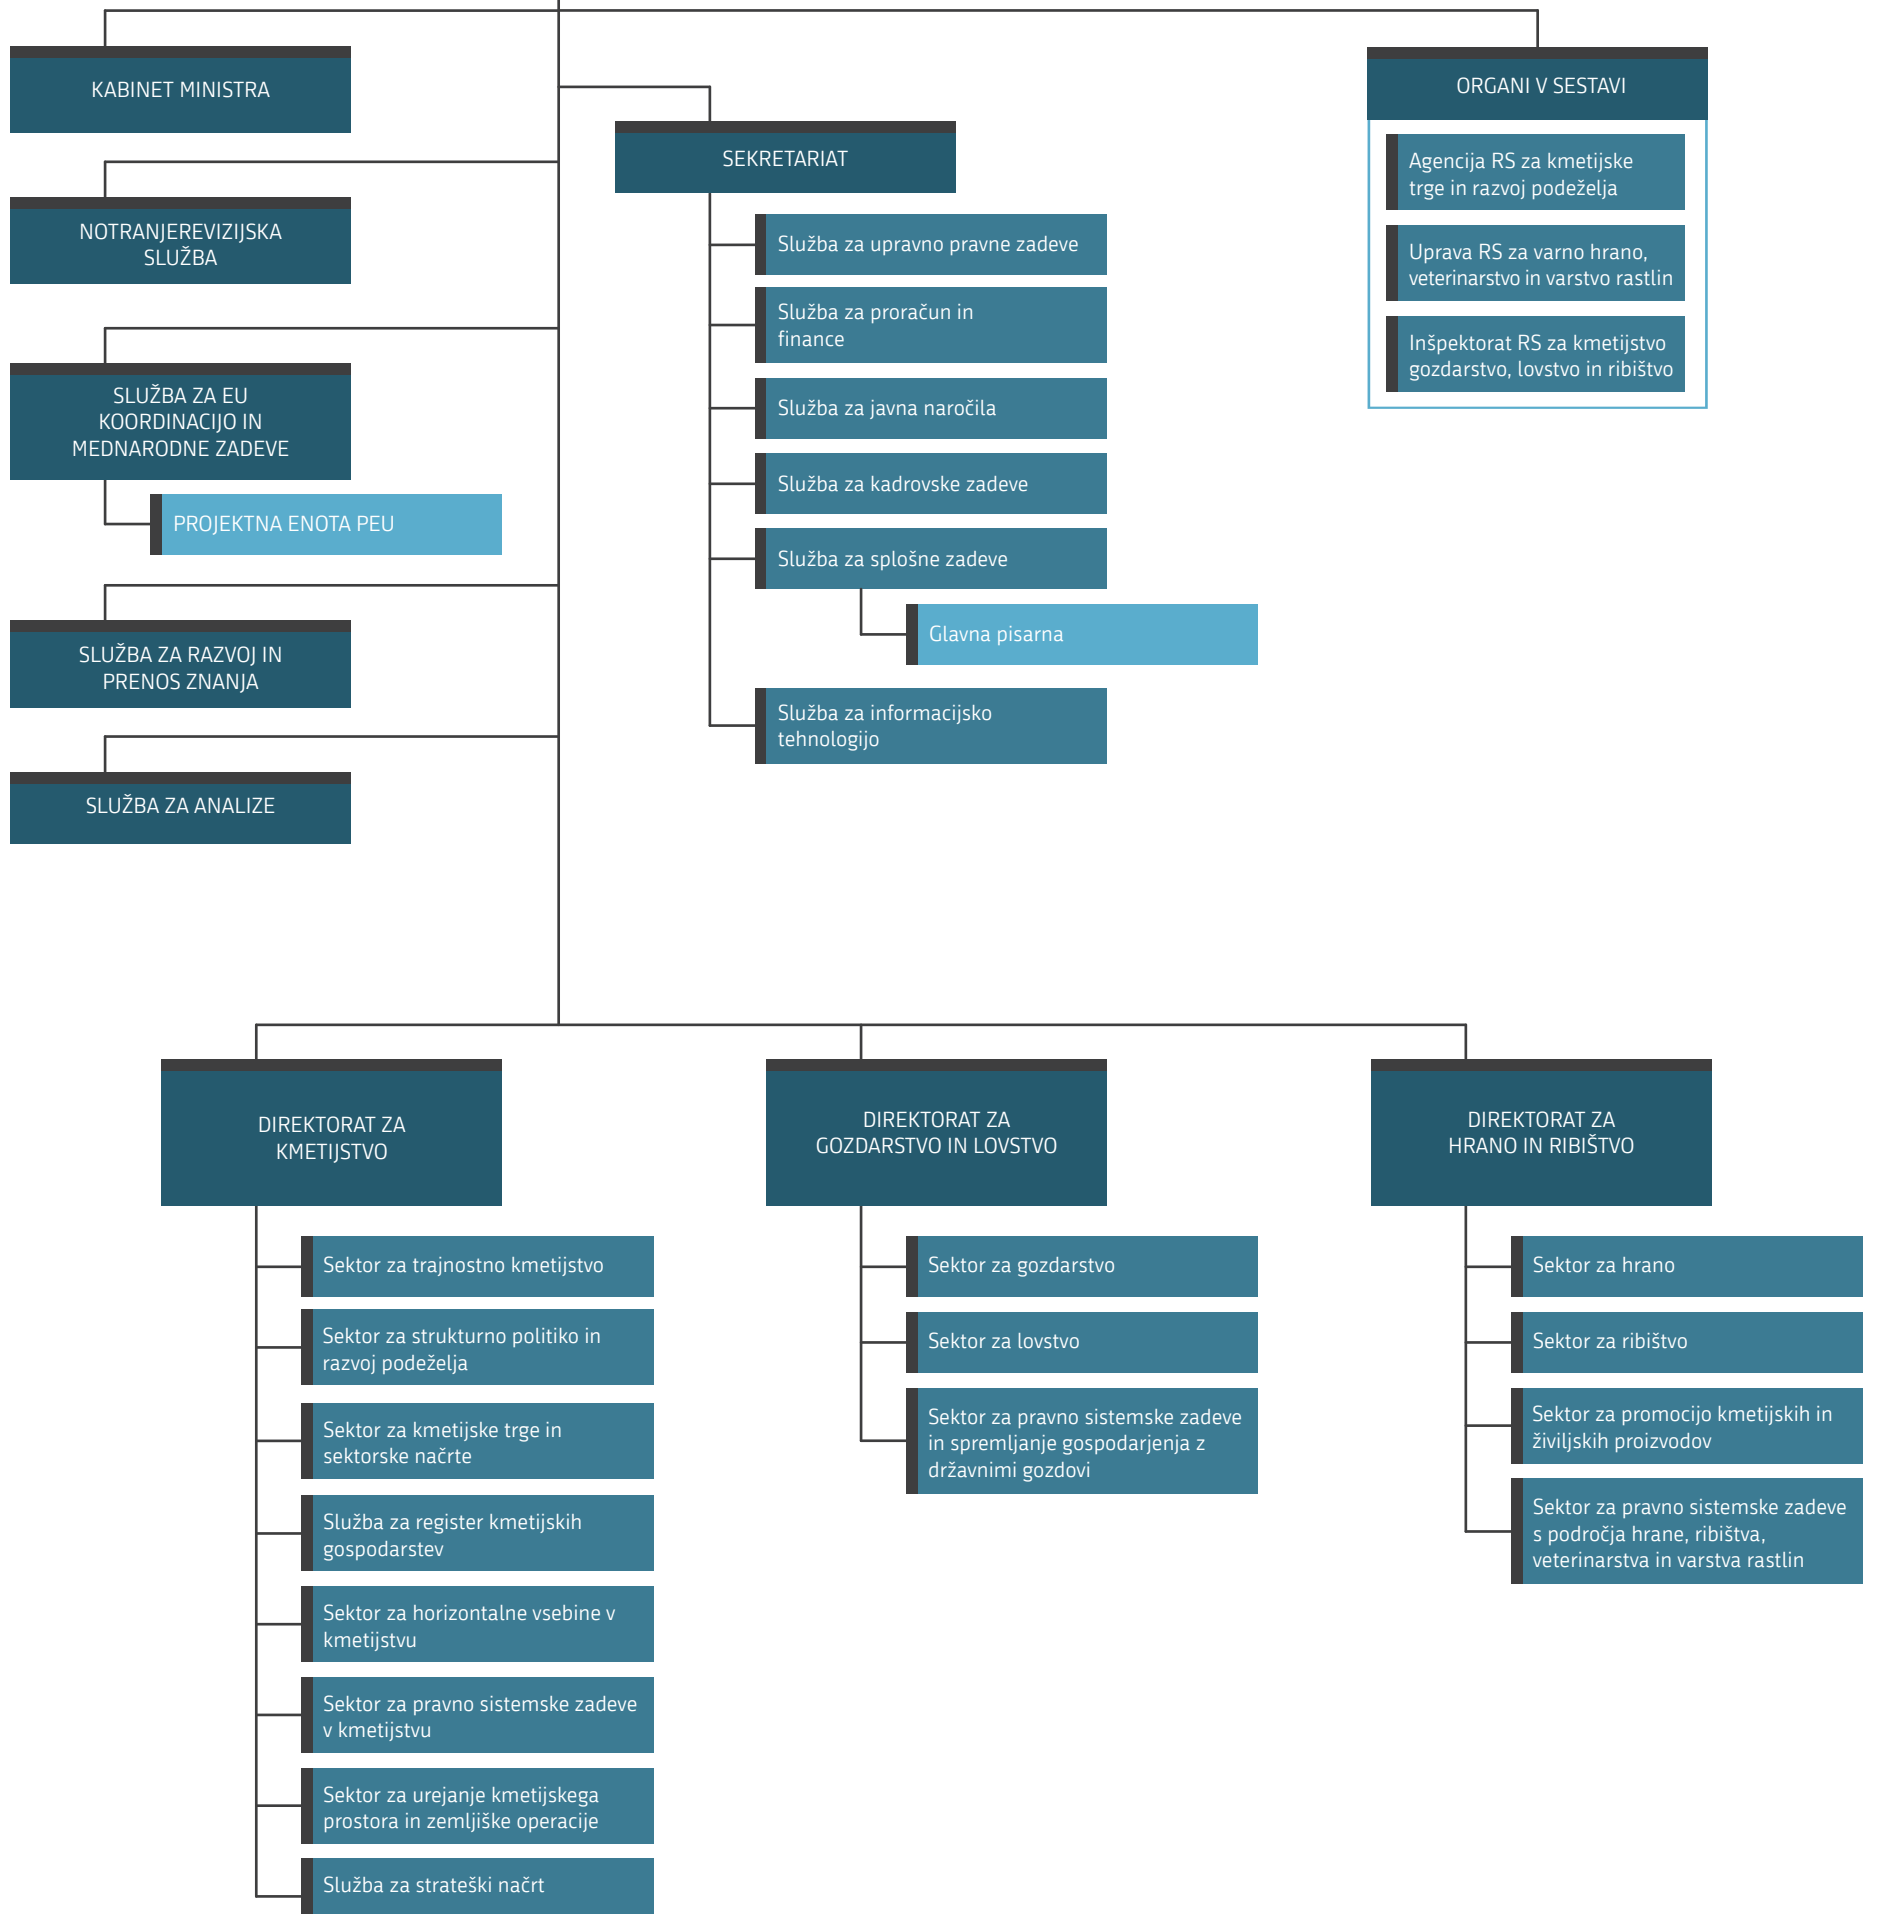 KABINET MINISTRA
NOTRANJEREVIZIJSKA
SLUŽBA
SLUŽBA ZA EU
KOORDINACIJO IN
MEDNARODNE ZADEVE
PROJEKTNA ENOTA PEU
SLUŽBA ZA RAZVOJ IN
PRENOS ZNANJA
SLUŽBA ZA ANALIZE
SEKRETARIAT
Služba za upravno pravne zadeve
Služba za proračun in
finance
Služba za javna naročila
Služba za kadrovske zadeve
Služba za splošne zadeve
Glavna pisarna
Služba za informacijsko
tehnologijo
ORGANI V SESTAVI
Agencija RS za kmetijske
trge in razvoj podeželja
Uprava RS za varno hrano,
veterinarstvo in varstvo rastlin
Inšpektorat RS za kmetijstvo
gozdarstvo, lovstvo in ribištvo
DIREKTORAT ZA
KMETIJSTVO
Sektor za trajnostno kmetijstvo
Sektor za strukturno politiko in
razvoj podeželja
Sektor za kmetijske trge in
sektorske načrte
Služba za register kmetijskih
gospodarstev
Sektor za horizontalne vsebine v
kmetijstvu
Sektor za pravno sistemske zadeve
v kmetijstvu
Sektor za urejanje kmetijskega
prostora in zemljiške operacije
Služba za strateški načrt
DIREKTORAT ZA
GOZDARSTVO IN LOVSTVO
Sektor za gozdarstvo
Sektor za lovstvo
Sektor za pravno sistemske zadeve
in spremljanje gospodarjenja z
državnimi gozdovi
DIREKTORAT ZA
HRANO IN RIBIŠTVO
Sektor za hrano
Sektor za ribištvo
Sektor za promocijo kmetijskih in
živiljskih proizvodov
Sektor za pravno sistemske zadeve
s področja hrane, ribištva,
veterinarstva in varstva rastlin